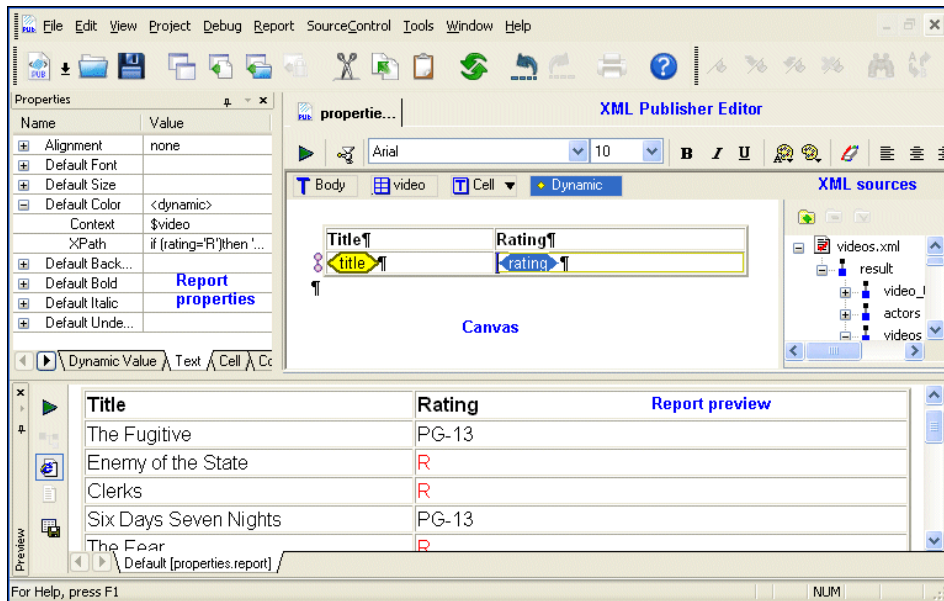 File Edit View Project Debug Report SourceControl Tools Window Help
PUB
Properties
Name Value
Alignment none
Default Font
Default Size
Default Color <dynamic>
Context $video
XPath if (rating='R')then '...
Default Back...
Default Bold
Default Italic
Default Unde...
Report
properties
Dynamic Value Text Cell
PUB propertie... XML Publisher Editor
Arial 10 B I U
T Body video T Cell Dynamic
XML sources
Title¶ Rating¶
title ¶ rating ¶
¶
Canvas
videos.xml
result
actors
videos
Title Rating Report preview
The Fugitive PG-13
Enemy of the State R
Clerks R
Six Days Seven Nights PG-13
The Fear R
Preview
Default [properties.report]
For Help, press F1 NUM